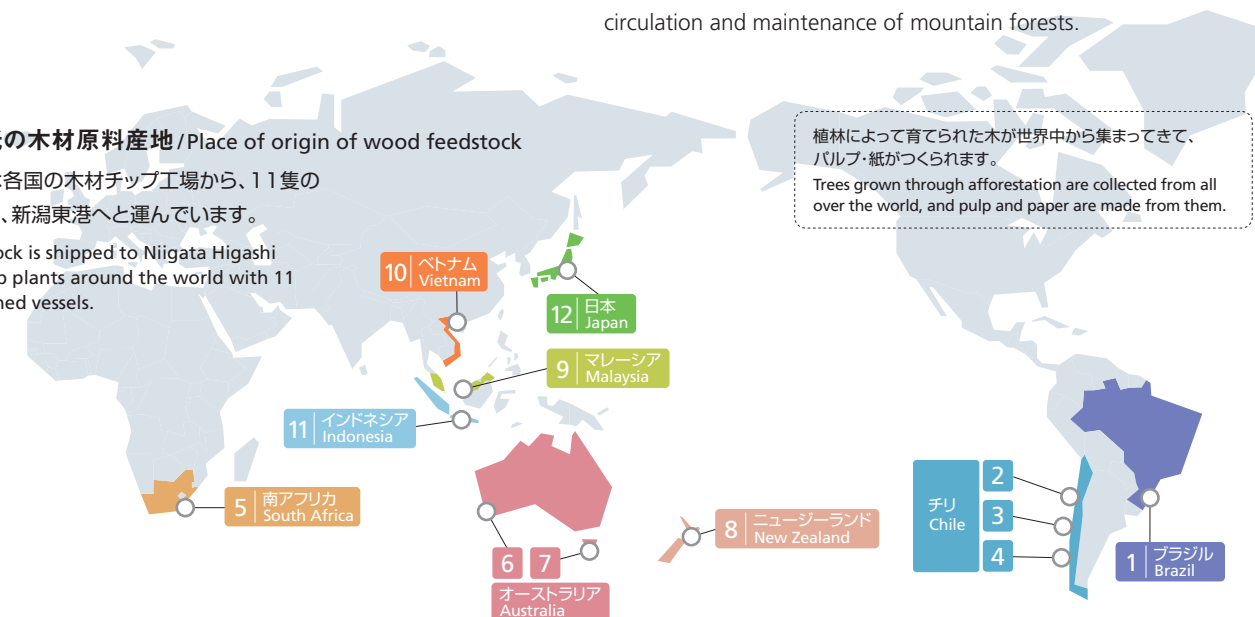 circulation and maintenance of mountain forests.
の木材原料産地/Place of origin of wood feedstock
各国の木材チップ工場から、11隻の
、新潟東港へと運んでいます。
ock is shipped to Niigata Higashi
p plants around the world with 11
ned vessels.
植林によって育てられた木が世界中から集まってきて、
パルプ・紙がつくられます。
Trees grown through afforestation are collected from all
over the world, and pulp and paper are made from them.
10 ベトナム
Vietnam
12 日本
Japan
9 マレーシア
Malaysia
11 インドネシア
Indonesia
5 南アフリカ
South Africa
6 7
オーストラリア
Australia
8 ニュージーランド
New Zealand
チリ
Chile
2
3
4
1 ブラジル
Brazil